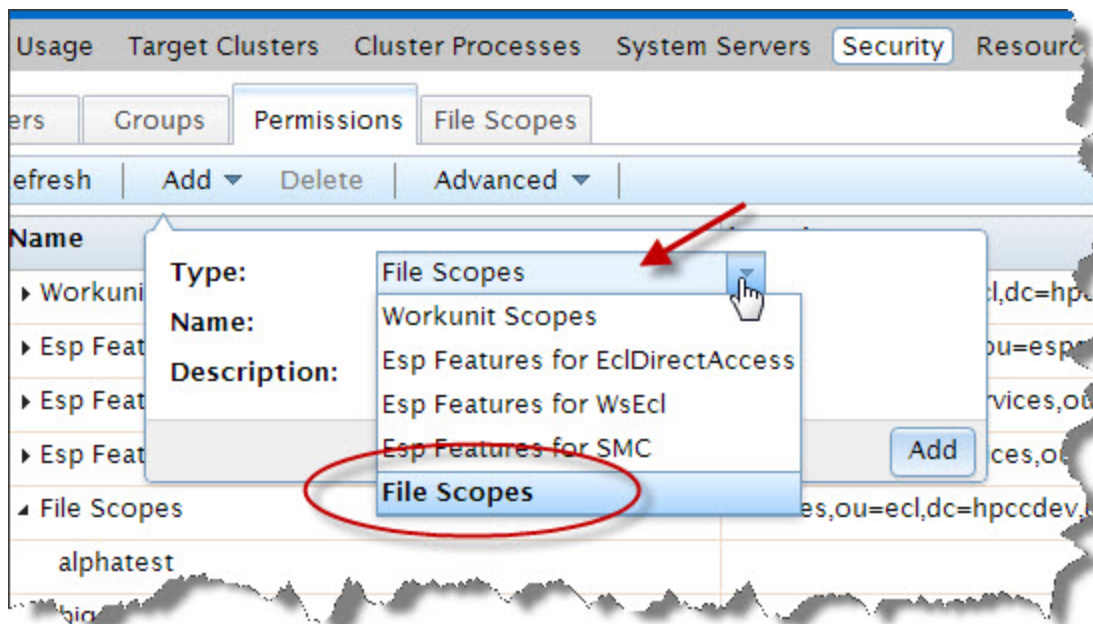 Usage Target Clusters Cluster Processes System Servers Security Resourc
ers Groups Permissions File Scopes
efresh Add Delete Advanced
Name
Type: File Scopes
Workuni Workunit Scopes cl,dc=hpc
Name:
Esp Feat Esp Features for EclDirectAccess ou=esp
Description:
Esp Feat Esp Features for WsEcl rvices,ou
Esp Feat Esp Features for SMC Add ces,o
File Scopes
File Scopes es,ou=ecl,dc=hpccdev,
alphatest
big